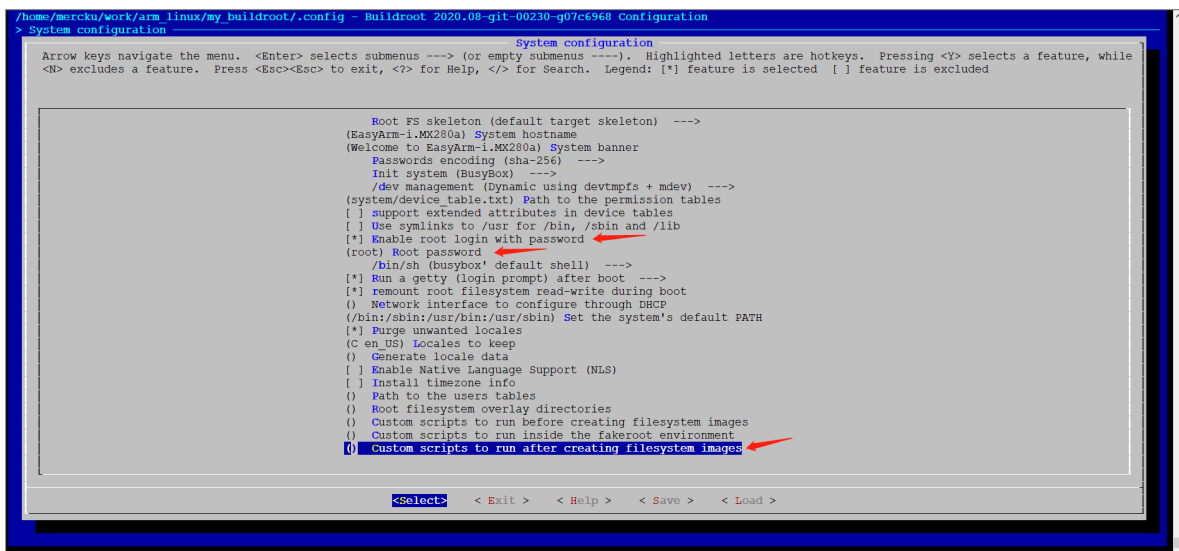 /home/mercku/work/arm_linux/my_buildroot/.config - Buildroot 2020.08-git-00230-g07c6968 Configuration
> System configuration
System configuration
Arrow keys navigate the menu. <Enter> selects submenus ---> (or empty submenus ----). Highlighted letters are hotkeys. Pressing <Y> selects a feature, while
<N> excludes a feature. Press <Esc><Esc> to exit, <?> for Help, </> for Search. Legend: [*] feature is selected [ ] feature is excluded
Root FS skeleton (default target skeleton) --->
(EasyArm-i.MX280a) System hostname
(Welcome to EasyArm-i.MX280a) System banner
Passwords encoding (sha-256) --->
Init system (BusyBox) --->
/dev management (Dynamic using devtmpfs + mdev) --->
(system/device_table.txt) Path to the permission tables
[ ] support extended attributes in device tables
[ ] Use symlinks to /usr for /bin, /sbin and /lib
[*] Enable root login with password
(root) Root password
/bin/sh (busybox' default shell) --->
[*] Run a getty (login prompt) after boot --->
[*] remount root filesystem read-write during boot
() Network interface to configure through DHCP
(/bin:/sbin:/usr/bin:/usr/sbin) Set the system's default PATH
[*] Purge unwanted locales
(C en_US) Locales to keep
() Generate locale data
[ ] Enable Native Language Support (NLS)
[ ] Install timezone info
() Path to the users tables
() Root filesystem overlay directories
() Custom scripts to run before creating filesystem images
() Custom scripts to run inside the fakeroot environment
() Custom scripts to run after creating filesystem images
<Select> < Exit > < Help > < Save > < Load >